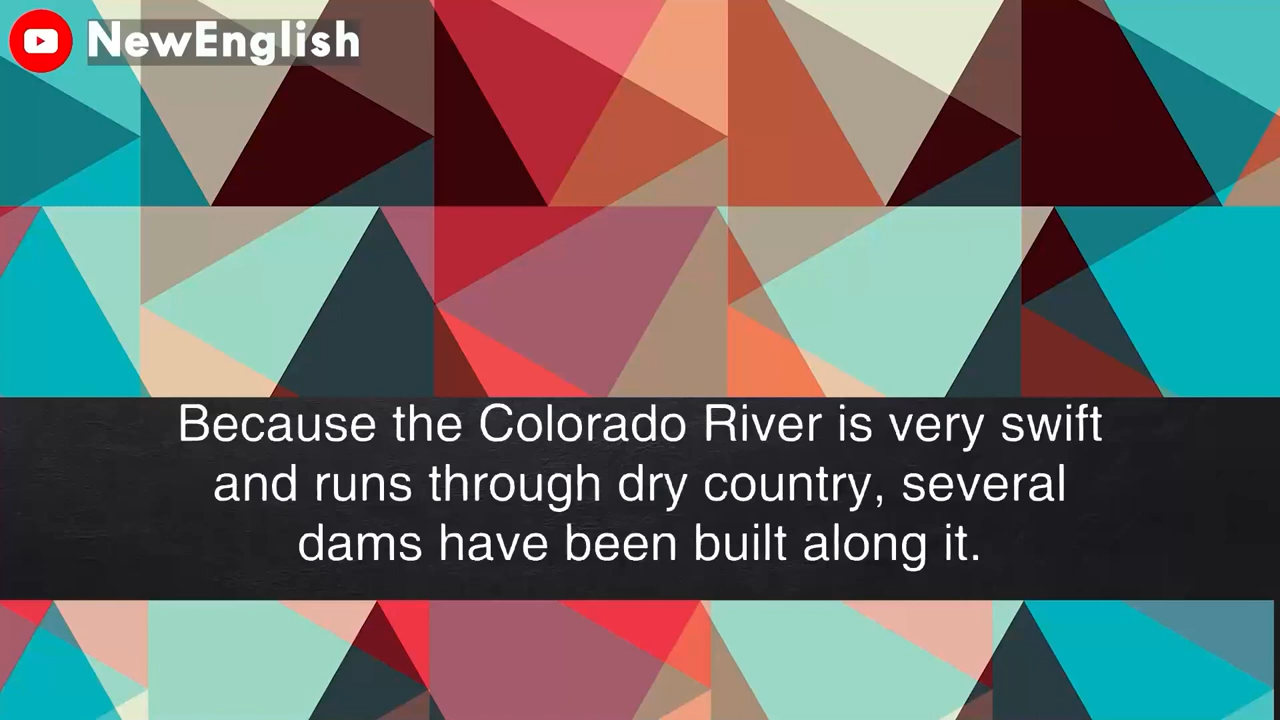 NewEnglish
Because the Colorado River is very swift
and runs through dry country, several
dams have been built along it.